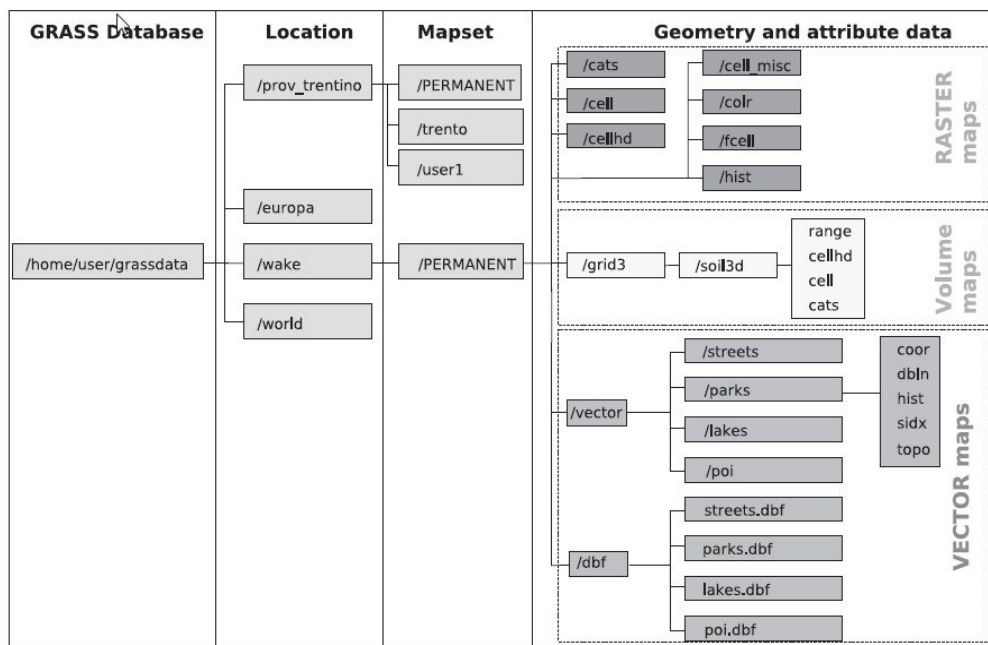 GRASS Database
Location
Mapset
Geometry and attribute data
/home/user/grassdata
/prov_trentino
/europa
/wake
/world
/PERMANENT
/trento
/user1
/PERMANENT
/cats
/cell
/cellhd
/cell_misc
/colr
/fcell
/hist
RASTER
maps
/grid3
/soil3d
range
cellhd
cell
cats
Volume
maps
/vector
/streets
/parks
/lakes
/poi
coor
dbln
hist
sidx
topo
/dbf
streets.dbf
parks.dbf
lakes.dbf
poi.dbf
VECTOR maps